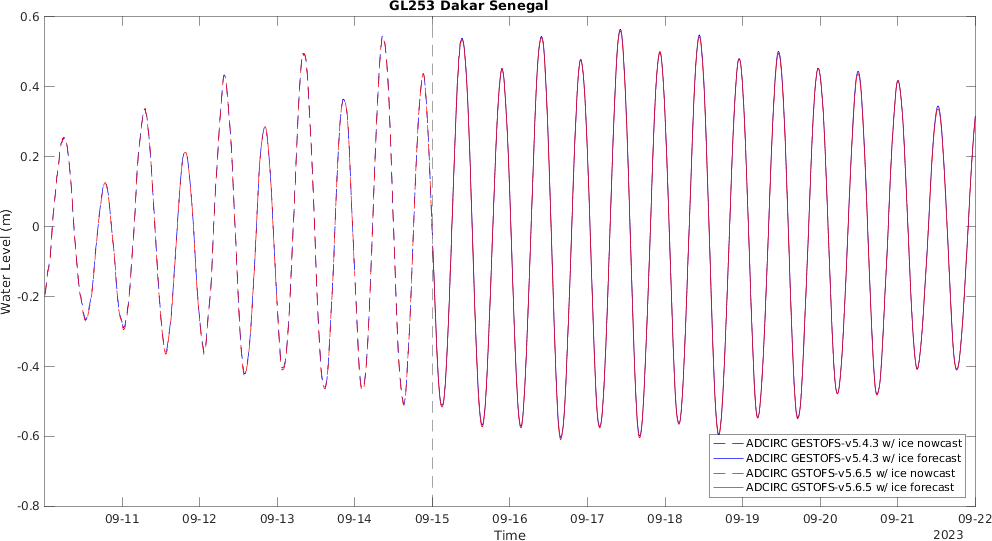 GL253 Dakar Senegal
0.6
0.4
0.2
0
-0.2
-0.4
-0.6
-0.8
Water Level (m)
ADCIRC GESTOFS-v5.4.3 w/ ice nowcast
ADCIRC GESTOFS-v5.4.3 w/ ice forecast
ADCIRC GSTOFS-v5.6.5 w/ ice nowcast
ADCIRC GSTOFS-v5.6.5 w/ ice forecast
09-11 09-12 09-13 09-14 09-15 09-16 09-17 09-18 09-19 09-20 09-21 09-22
Time
2023